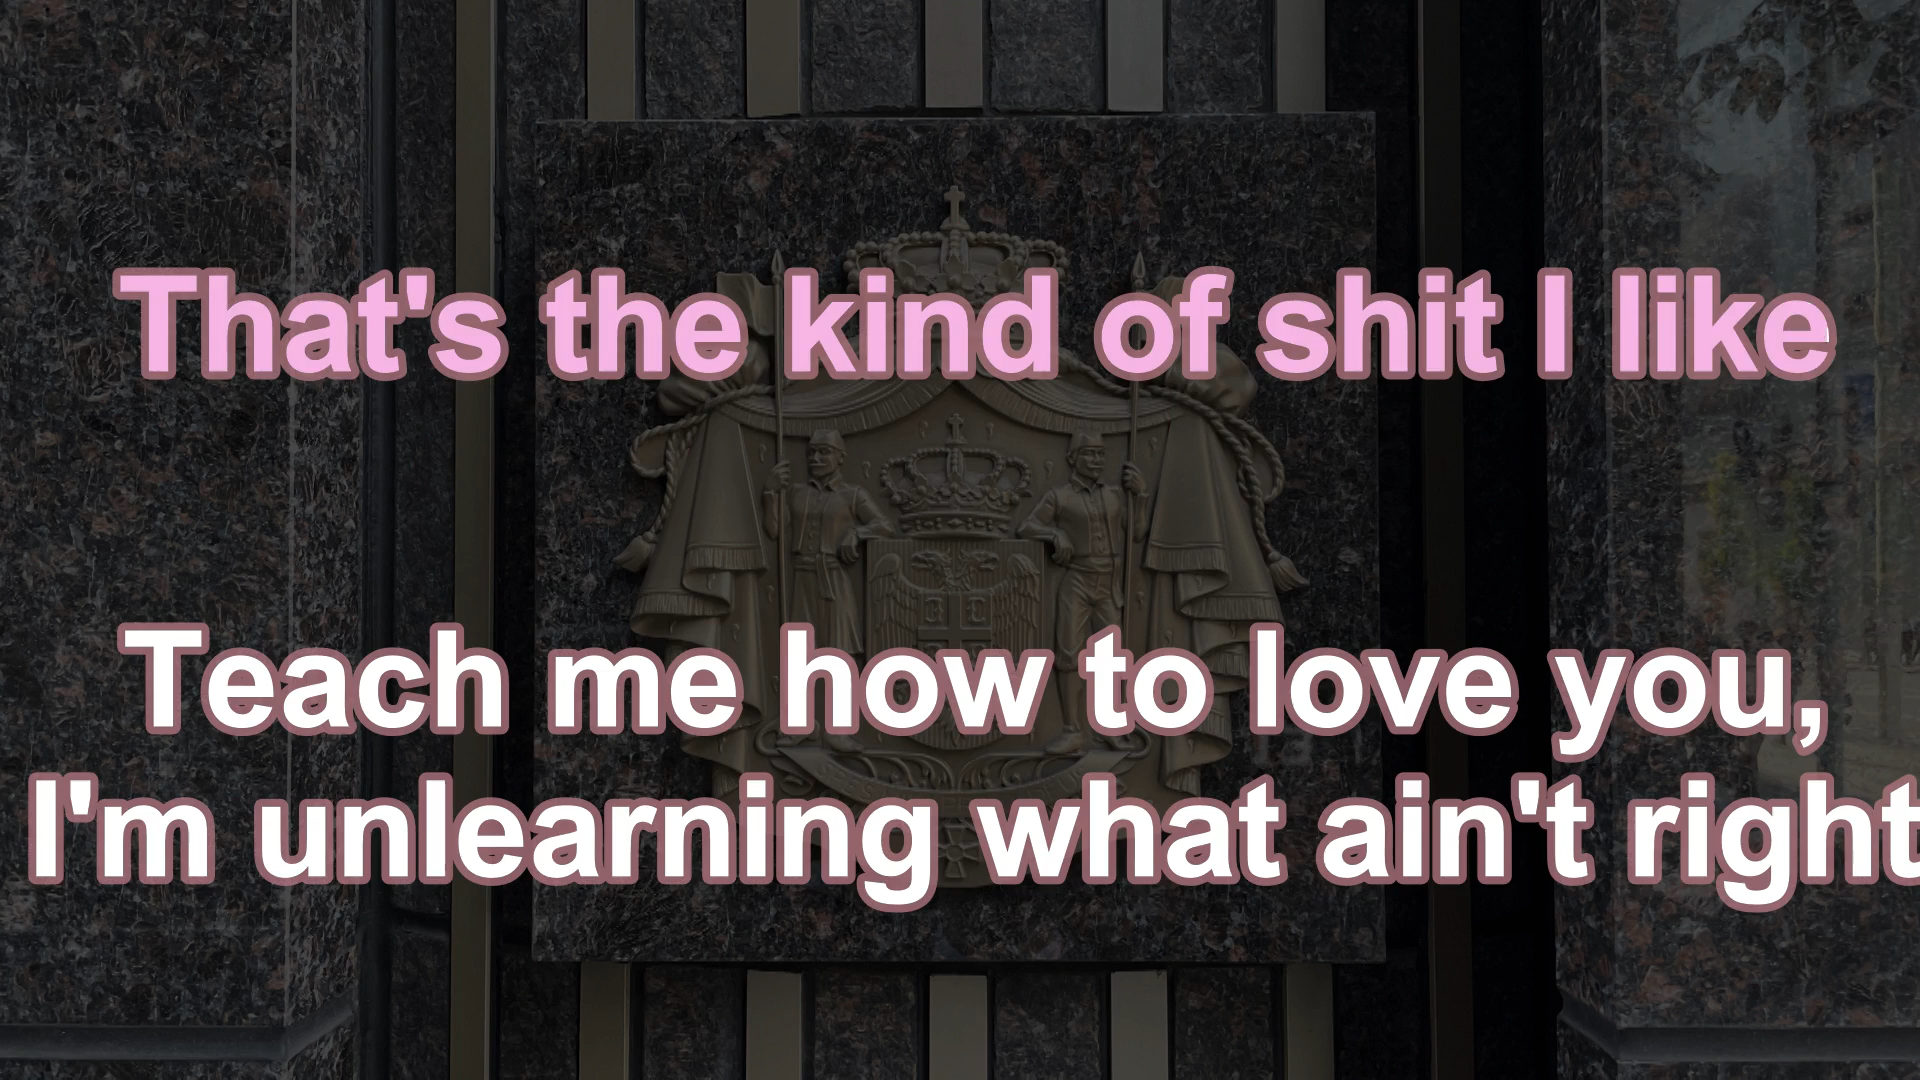 That's the kind of shit I like
Teach me how to love you,
I'm unlearning what ain't right